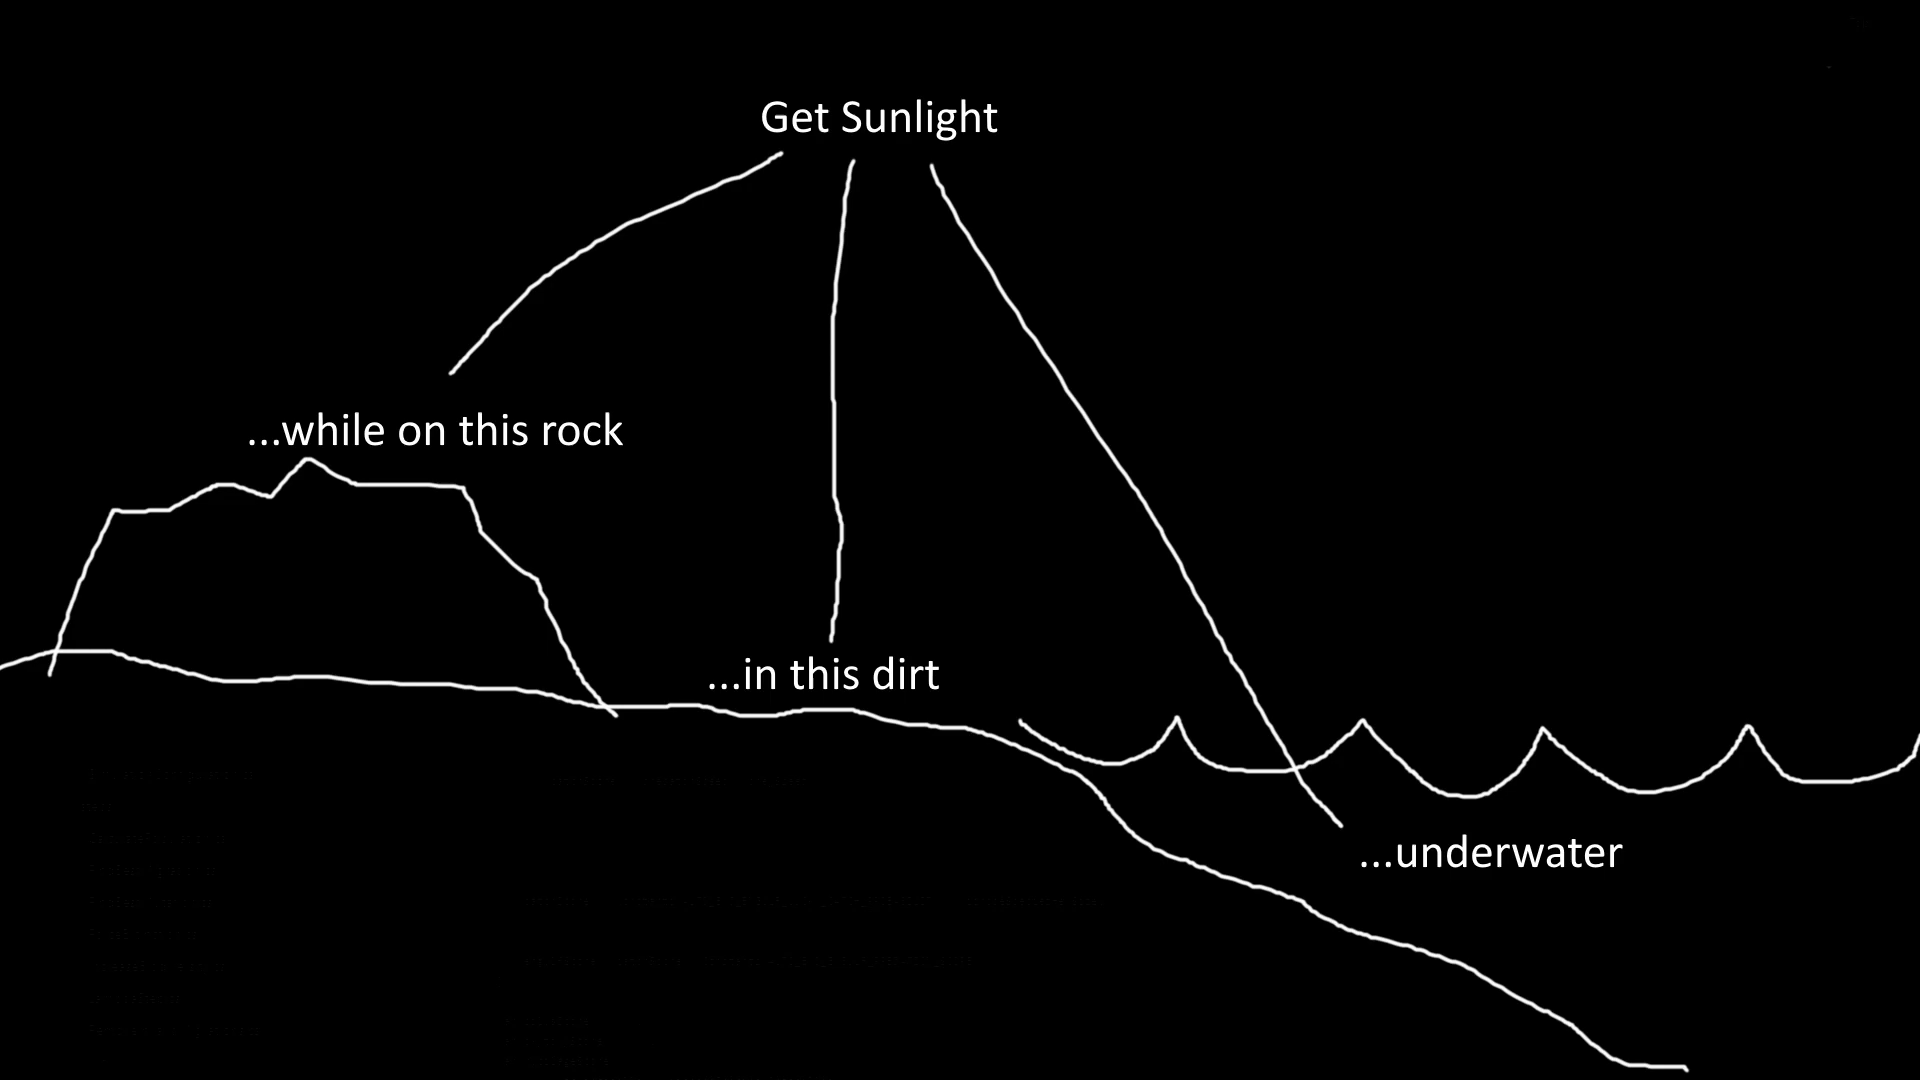 Get Sunlight
...while on this rock
...in this dirt
...underwater